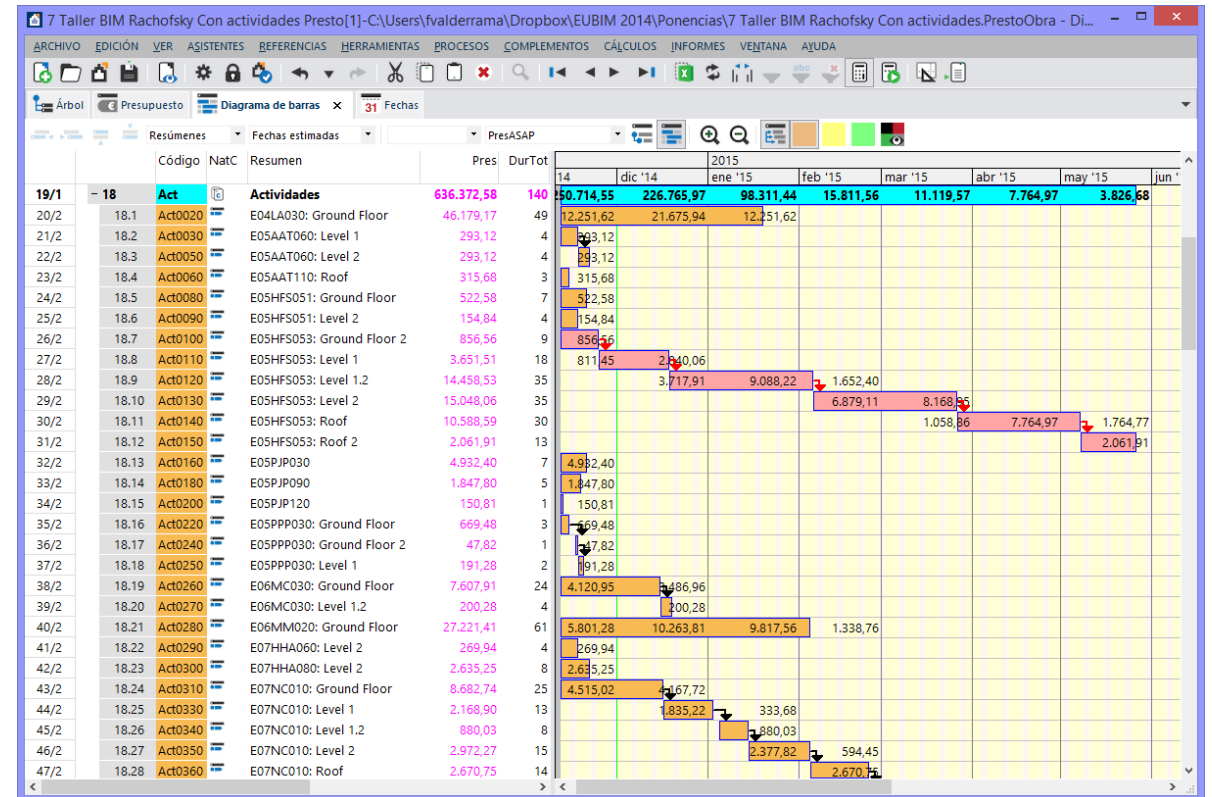 7 Taller BIM Rachofsky Con actividades Presto[1]-C:\Users\fvalderrama\Dropbox\EUBIM 2014\Ponencias\7 Taller BIM Rachofsky Con actividades.PrestoObra - Di...
ARCHIVO EDICIÓN VER ASISTENTES REFERENCIAS HERRAMIENTAS PROCESOS COMPLEMENTOS CÁLCULOS INFORMES VENTANA AYUDA
Árbol Presupuesto Diagrama de barras x 31 Fechas
Resúmenes Fechas estimadas PresASAP
Código NatC Resumen Pres DurTot 2015
14 dic '14 ene '15 feb '15 mar '15 abr '15 may '15 jun '
19/1 − 18 Act Actividades 636.372,58 140 250.714,55 226.765,97 98.311,44 15.811,56 11.119,57 7.764,97 3.826,68
20/2 18.1 Act0020 E04LA030: Ground Floor 46.179,17 49 12.251,62 21.675,94 12.251,62
21/2 18.2 Act0030 E05AAT060: Level 1 293,12 4 293,12
22/2 18.3 Act0050 E05AAT060: Level 2 293,12 4 293,12
23/2 18.4 Act0060 E05AAT110: Roof 315,68 3 315,68
24/2 18.5 Act0080 E05HFS051: Ground Floor 522,58 7 522,58
25/2 18.6 Act0090 E05HFS051: Level 2 154,84 4 154,84
26/2 18.7 Act0100 E05HFS053: Ground Floor 2 856,56 9 856,56
27/2 18.8 Act0110 E05HFS053: Level 1 3.651,51 18 811,45 2.840,06
28/2 18.9 Act0120 E05HFS053: Level 1.2 14.458,53 35 3.717,91 9.088,22 1.652,40
29/2 18.10 Act0130 E05HFS053: Level 2 15.048,06 35 6.879,11 8.168,95
30/2 18.11 Act0140 E05HFS053: Roof 10.588,59 30 1.058,86 7.764,97 1.764,77
31/2 18.12 Act0150 E05HFS053: Roof 2 2.061,91 13 2.061,91
32/2 18.13 Act0160 E05PJP030 4.932,40 7 4.932,40
33/2 18.14 Act0180 E05PJP090 1.847,80 5 1.847,80
34/2 18.15 Act0200 E05PJP120 150,81 1 150,81
35/2 18.16 Act0220 E05PPP030: Ground Floor 669,48 3 669,48
36/2 18.17 Act0240 E05PPP030: Ground Floor 2 47,82 1 47,82
37/2 18.18 Act0250 E05PPP030: Level 1 191,28 2 191,28
38/2 18.19 Act0260 E06MC030: Ground Floor 7.607,91 24 4.120,95 3.486,96
39/2 18.20 Act0270 E06MC030: Level 1.2 200,28 4 200,28
40/2 18.21 Act0280 E06MM020: Ground Floor 27.221,41 61 5.801,28 10.263,81 9.817,56 1.338,76
41/2 18.22 Act0290 E07HHA060: Level 2 269,94 4 269,94
42/2 18.23 Act0300 E07HHA080: Level 2 2.635,25 8 2.635,25
43/2 18.24 Act0310 E07NC010: Ground Floor 8.682,74 25 4.515,02 4.167,72
44/2 18.25 Act0330 E07NC010: Level 1 2.168,90 13 1.835,22 333,68
45/2 18.26 Act0340 E07NC010: Level 1.2 880,03 8 880,03
46/2 18.27 Act0350 E07NC010: Level 2 2.972,27 15 2.377,82 594,45
47/2 18.28 Act0360 E07NC010: Roof 2.670,75 14 2.670,75